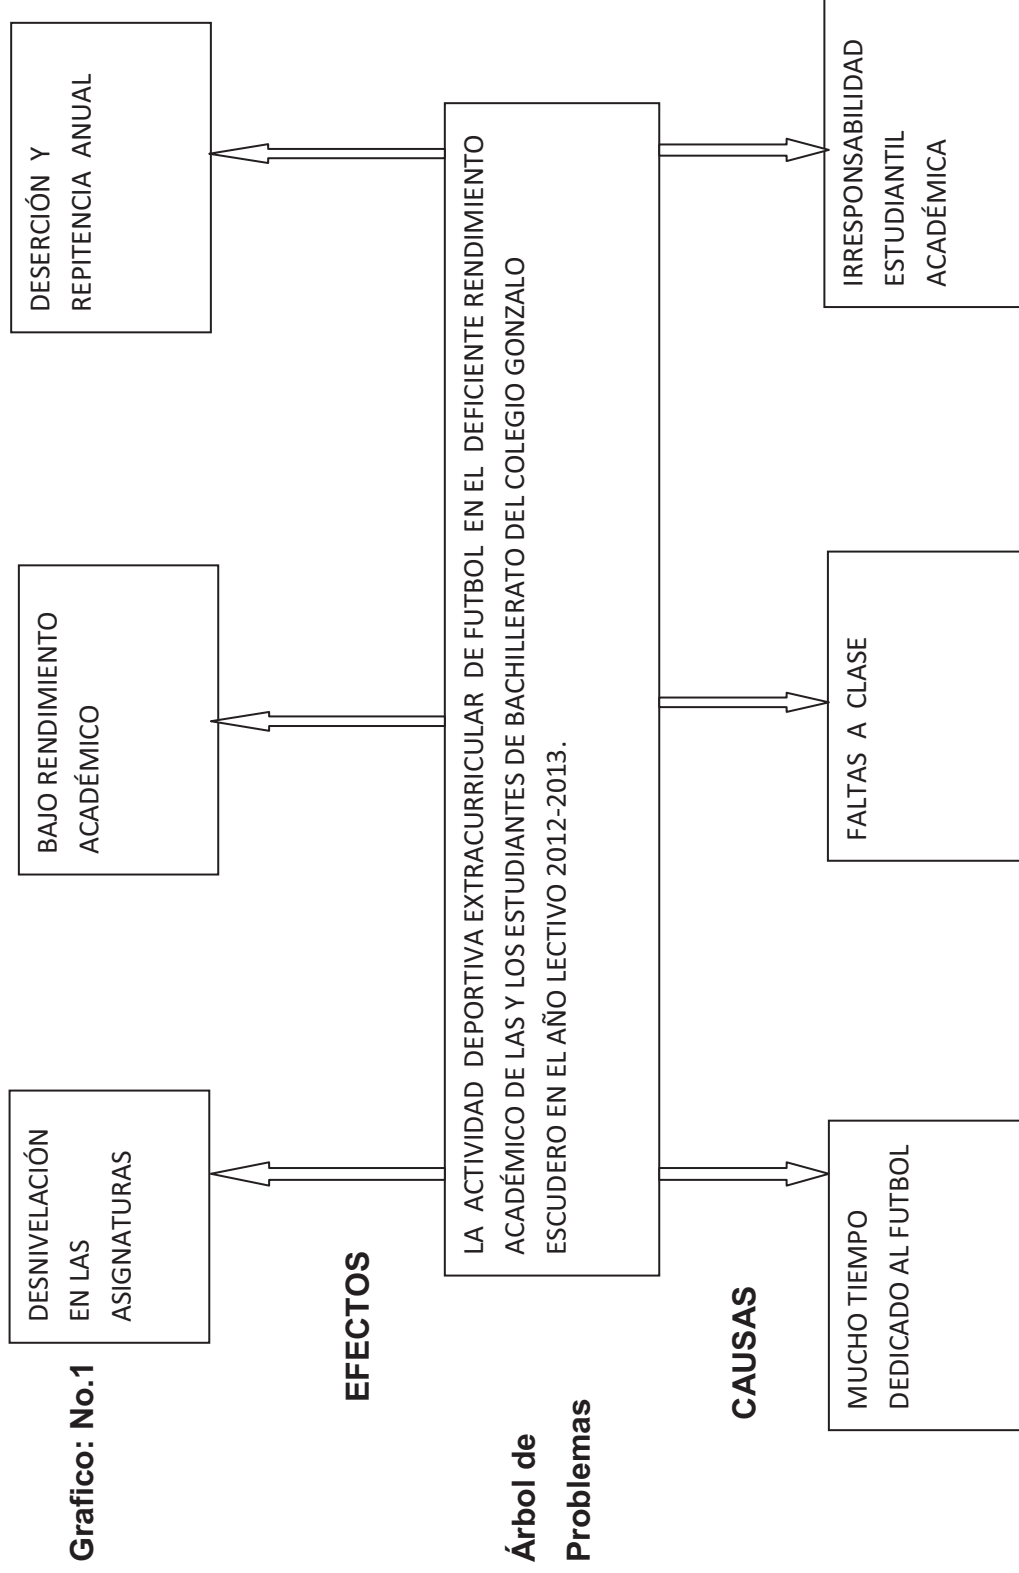 Grafico: No.1
DESNIVELACIÓN
EN LAS
ASIGNATURAS
BAJO RENDIMIENTO
ACADÉMICO
DESERCIÓN Y
REPITENCIA ANUAL
EFECTOS
Árbol de
Problemas
LA ACTIVIDAD DEPORTIVA EXTRACURRICULAR DE FUTBOL EN EL DEFICIENTE RENDIMIENTO
ACADÉMICO DE LAS Y LOS ESTUDIANTES DE BACHILLERATO DEL COLEGIO GONZALO
ESCUDERO EN EL AÑO LECTIVO 2012-2013.
CAUSAS
MUCHO TIEMPO
DEDICADO AL FUTBOL
FALTAS A CLASE
IRRESPONSABILIDAD
ESTUDIANTIL
ACADÉMICA